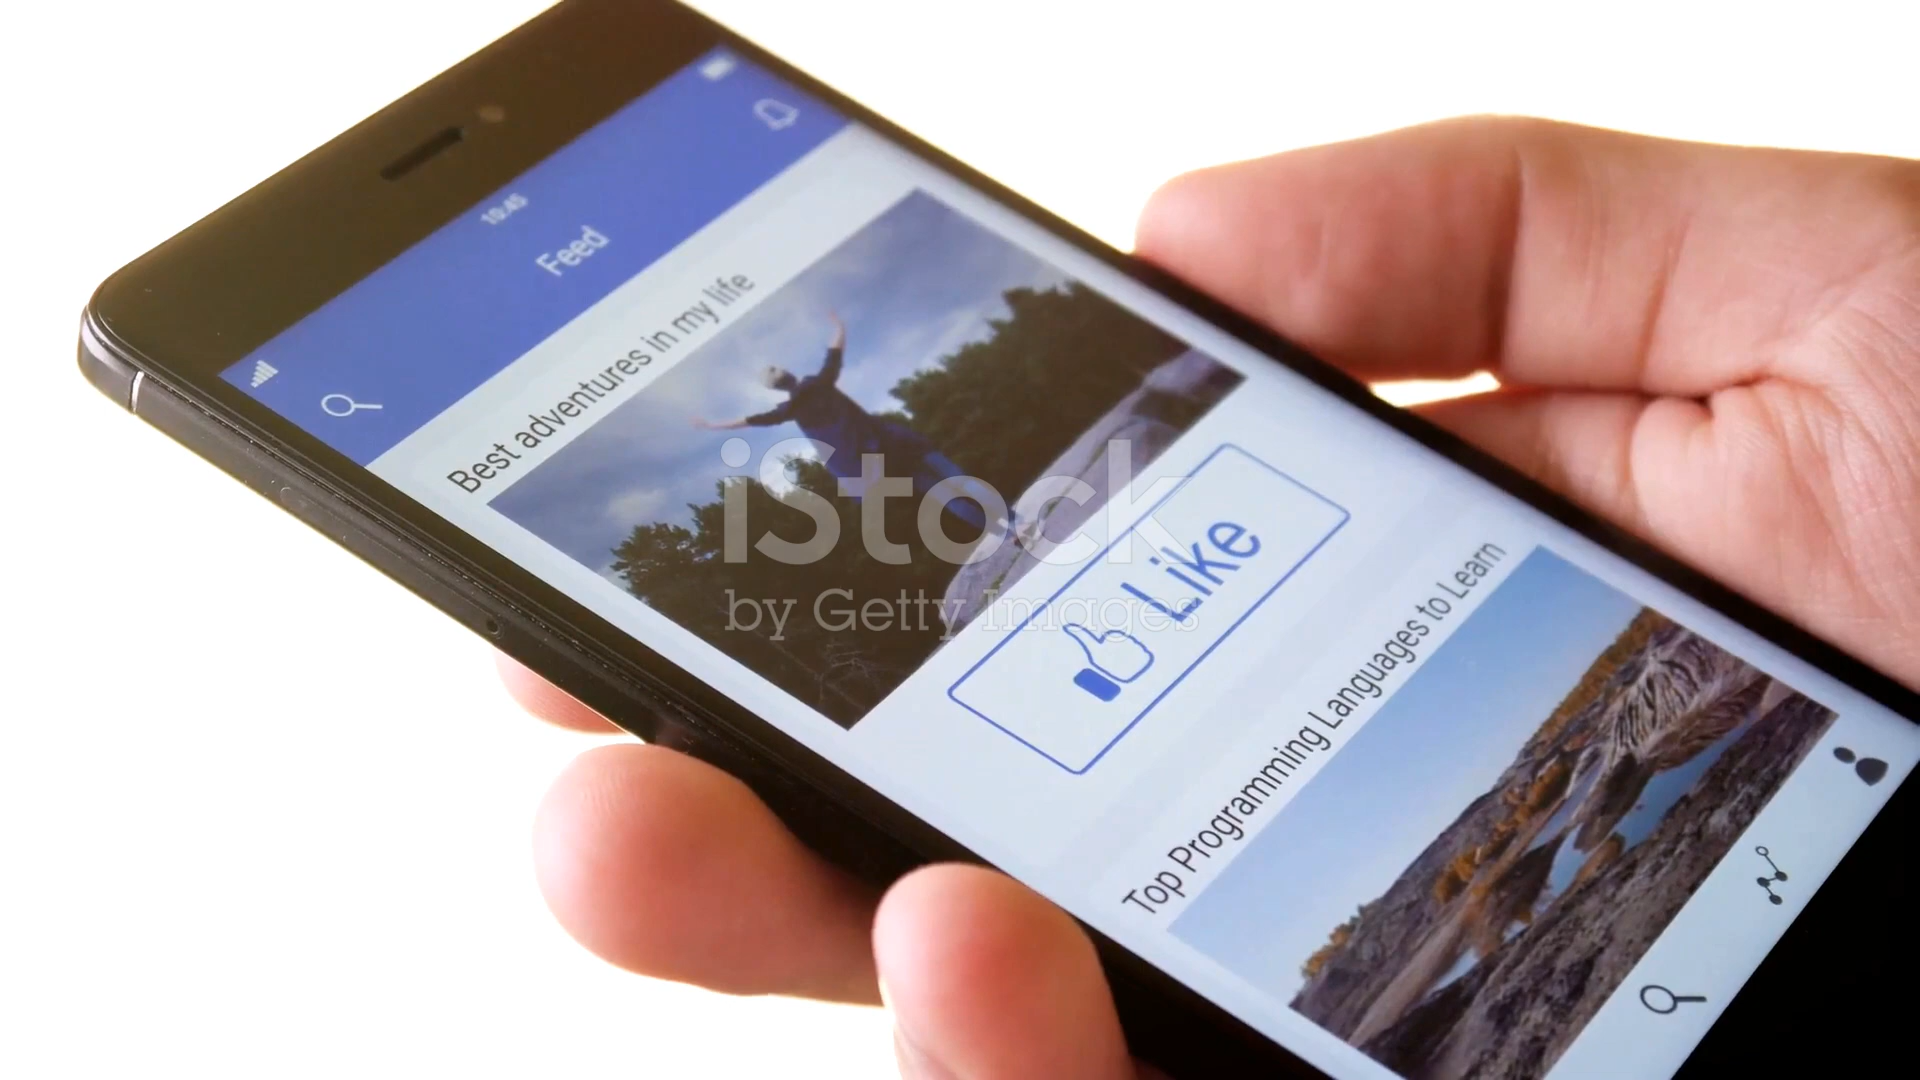 10:45
Feed
Best adventures in my life
Like
Top Programming Languages to Learn
iStock
by Getty Images